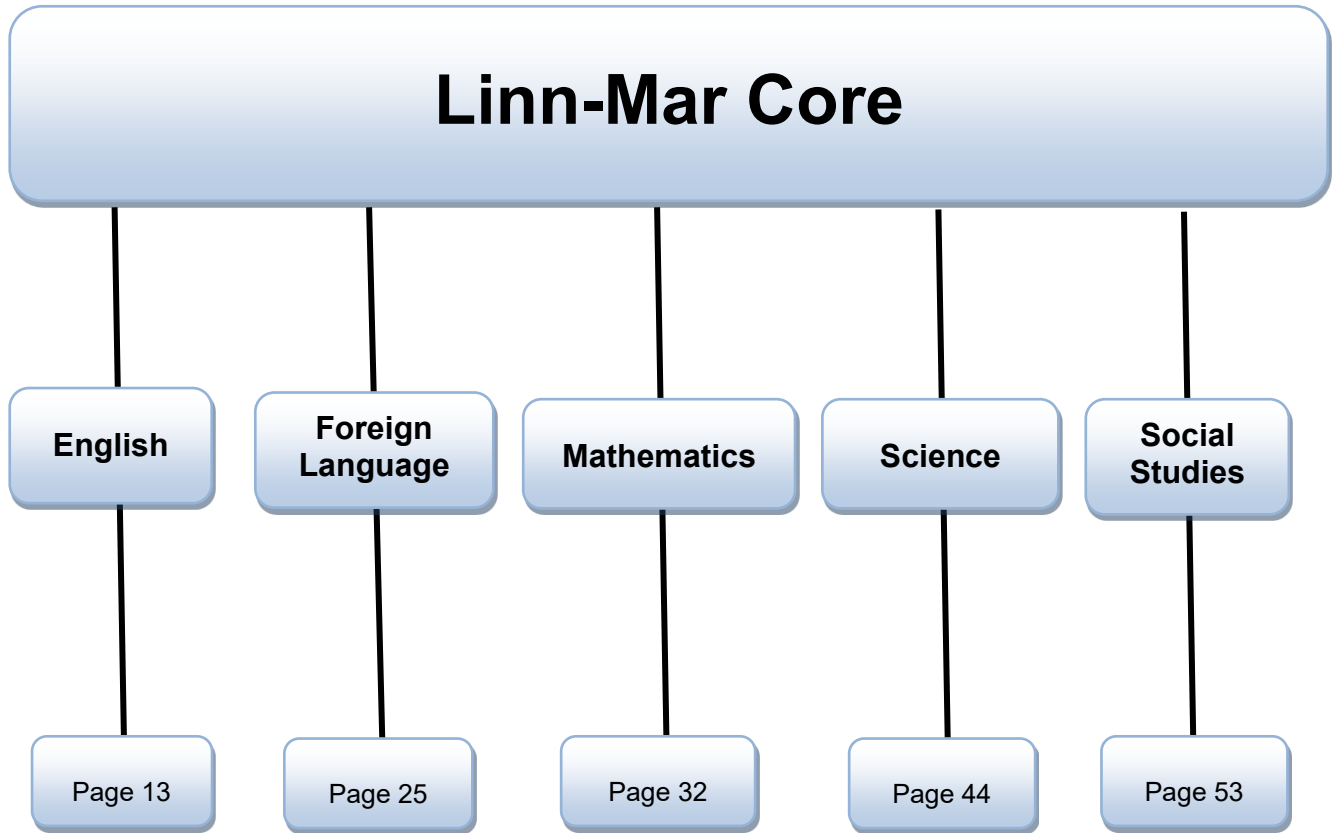 Linn-Mar Core
English
Foreign
Language
Mathematics
Science
Social
Studies
Page 13
Page 25
Page 32
Page 44
Page 53